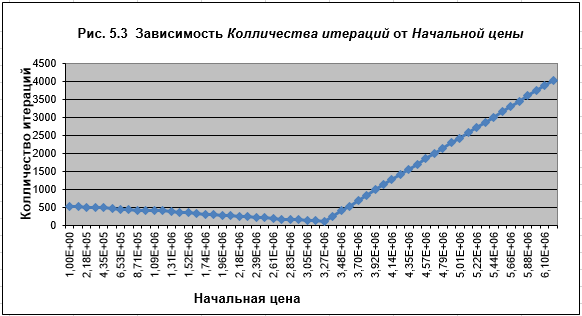 Рис. 5.3 Зависимость Колличества итераций от Начальной цены
Колличество итераций
4500
4000
3500
3000
2500
2000
1500
1000
500
0
1,00E+00
2,18E+05
4,35E+05
6,53E+05
8,71E+05
1,09E+06
1,31E+06
1,52E+06
1,74E+06
1,96E+06
2,18E+06
2,39E+06
2,61E+06
2,83E+06
3,05E+06
3,27E+06
3,48E+06
3,70E+06
3,92E+06
4,14E+06
4,35E+06
4,57E+06
4,79E+06
5,01E+06
5,22E+06
5,44E+06
5,66E+06
5,88E+06
6,10E+06
Начальная цена